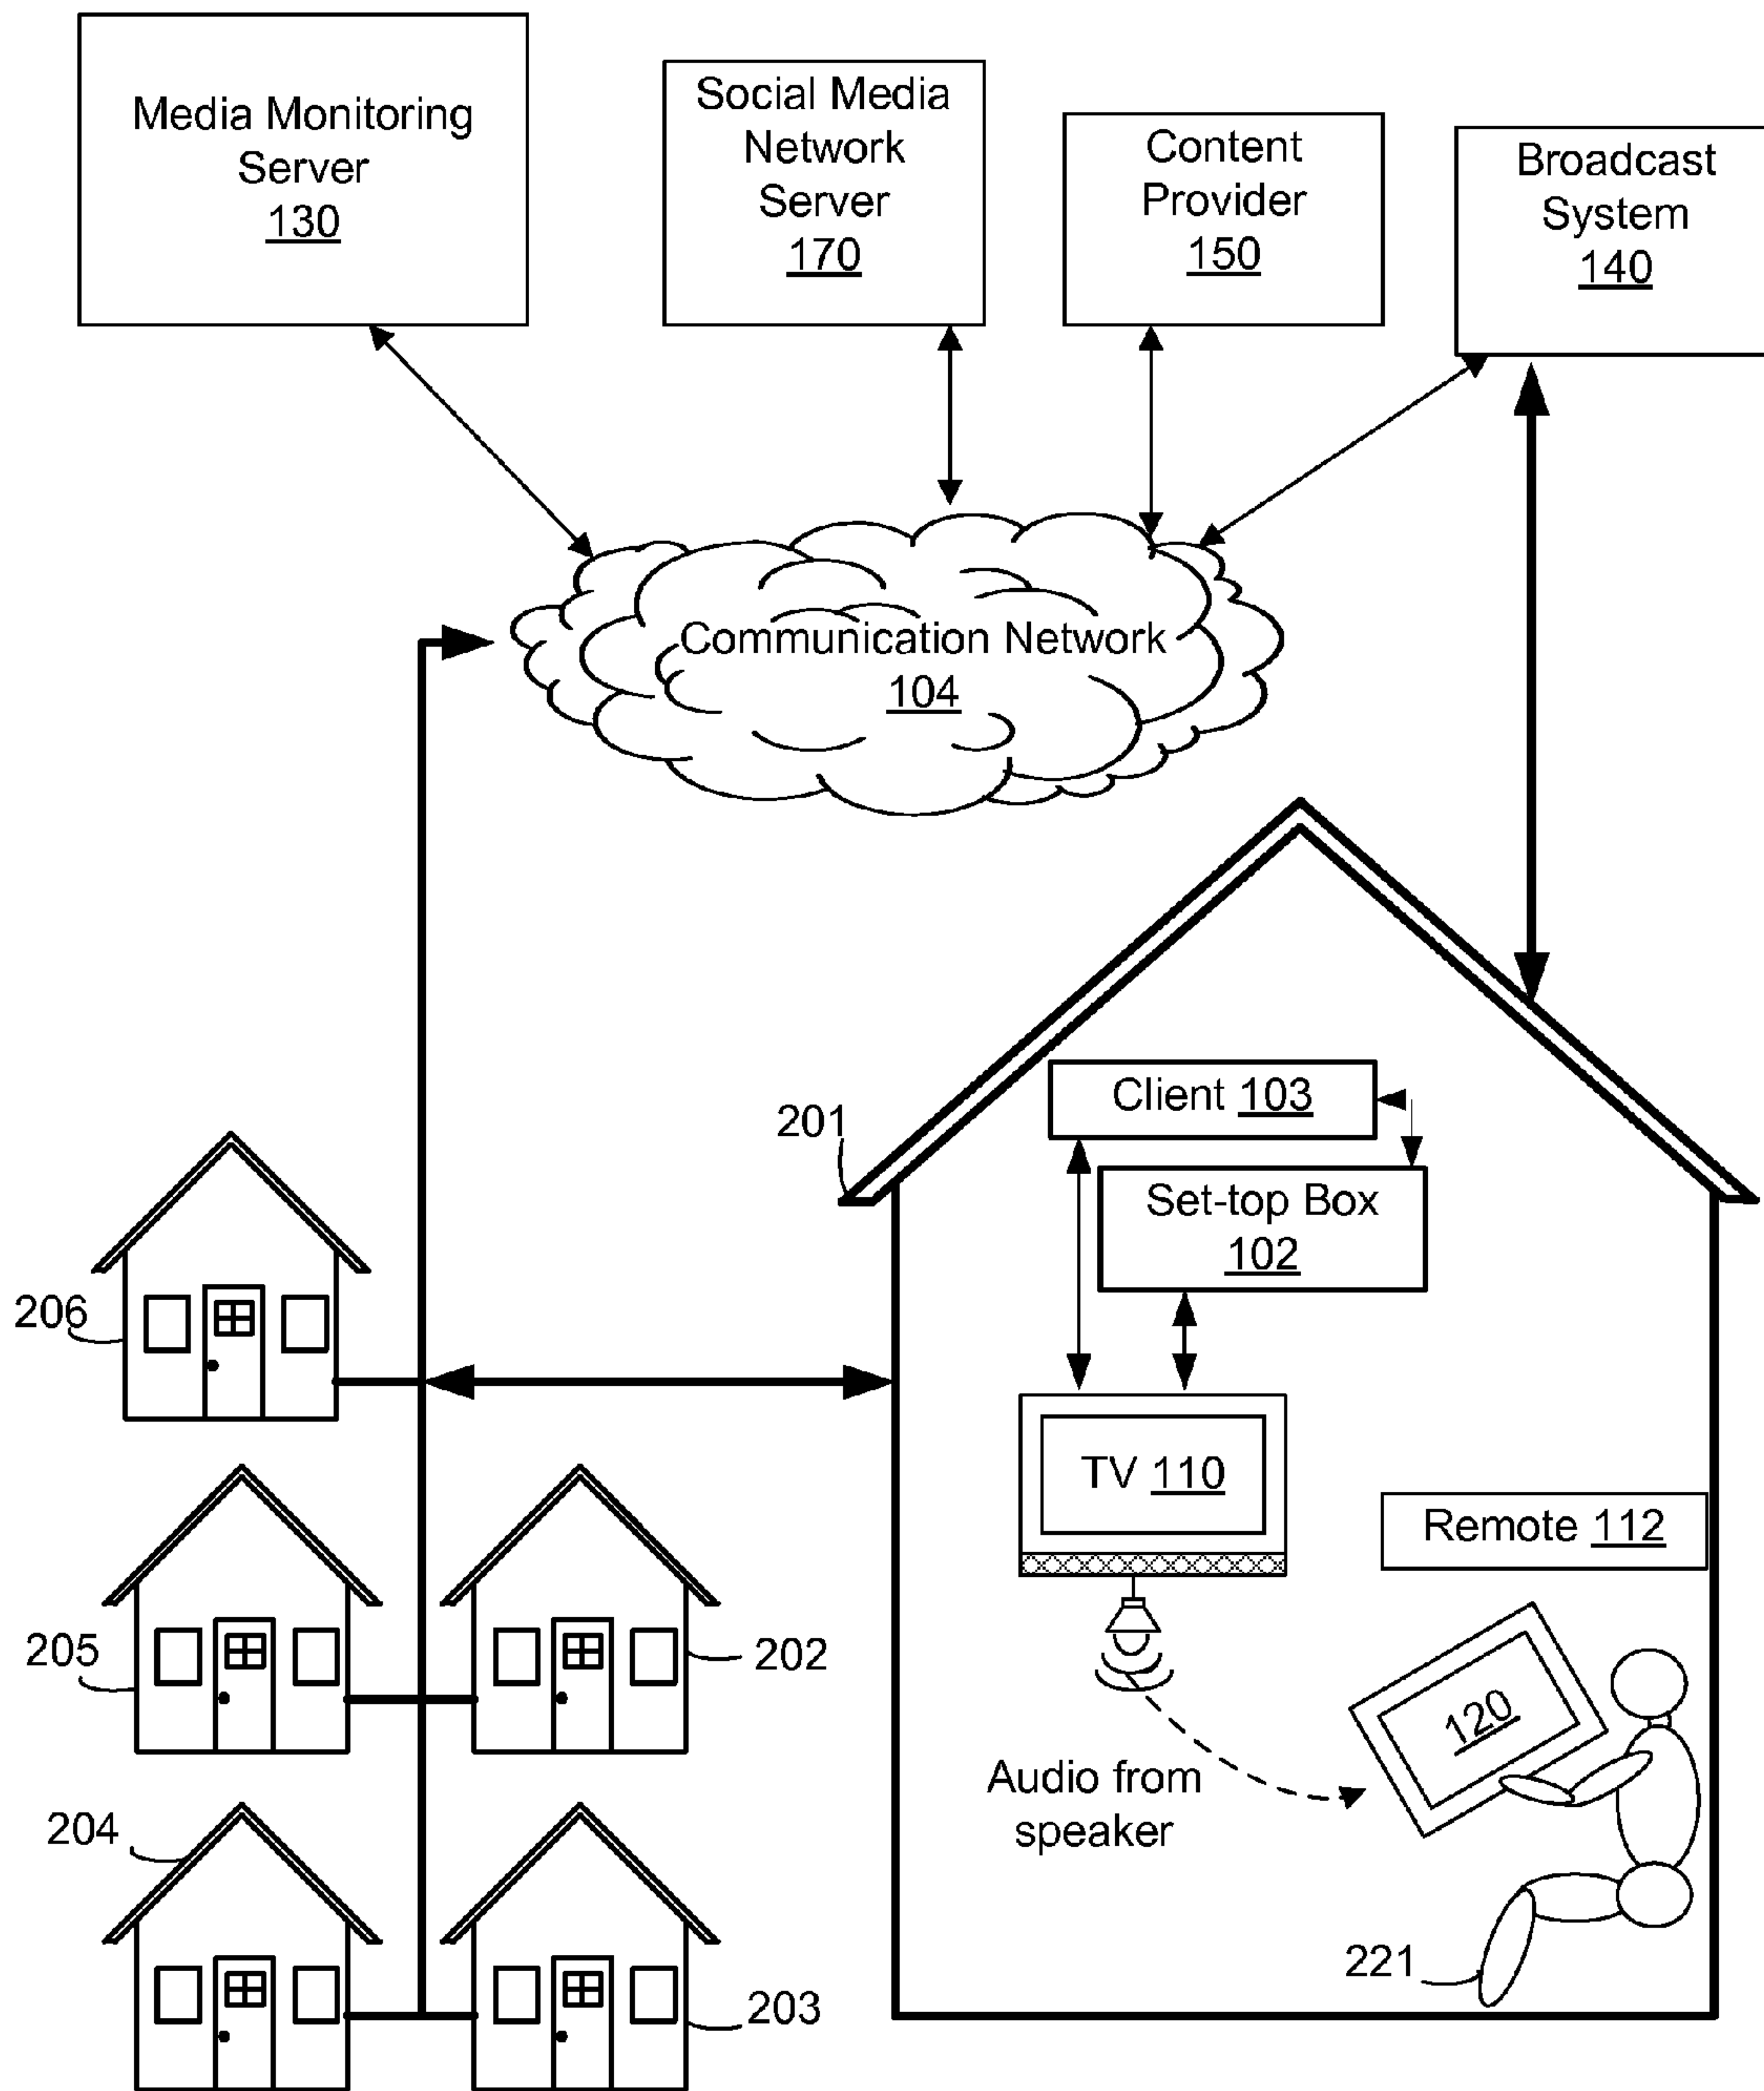 Media Monitoring
Server
130
Social Media
Network
Server
170
Content
Provider
150
Broadcast
System
140
Communication Network
104
201
Client 103
Set-top Box
102
206
TV 110
Remote 112
205
202
120
Audio from
speaker
204
203
221